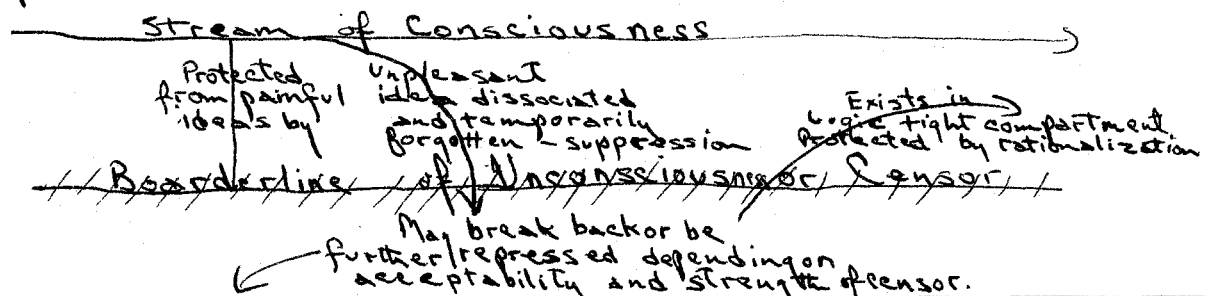 Stream of Consciousness
Protected
from painful
ideas by
Unpleasant
idea dissociated
and temporarily
forgotten - suppression
Exists in
Logic tight compartment
Protected by rationalization
Boarderline of Unconsciousness or Censor
May break back or be
further repressed depending on
acceptability and strength of censor.